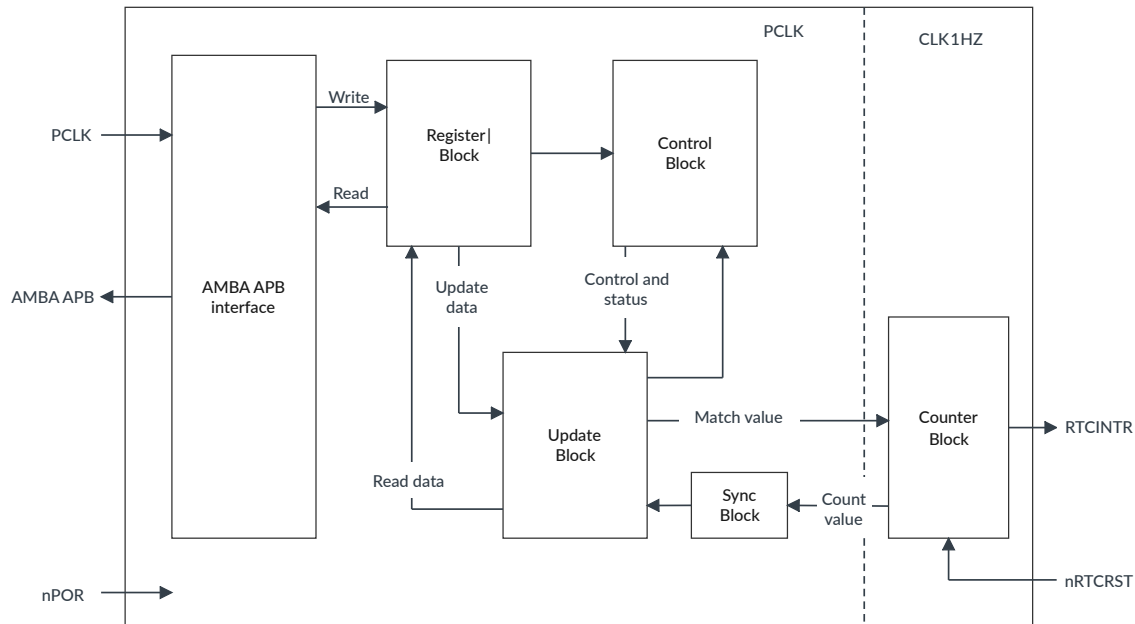 PCLK
CLK1HZ
Write
PCLK
Register|
Block
Control
Block
Read
AMBA APB
AMBA APB
interface
Update
data
Control and
status
Match value
Counter
Block
RTCINTR
Update
Block
Read data
Sync
Block
Count
value
nPOR
nRTCRST